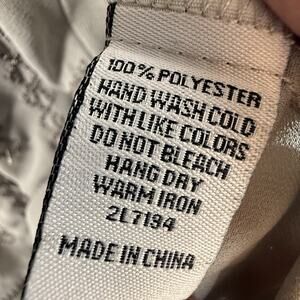 100% POLYESTER
HAND WASH COLD
WITH LIKE COLORS
DO NOT BLEACH
HANG DRY
WARM IRON
2L7194
MADE IN CHINA